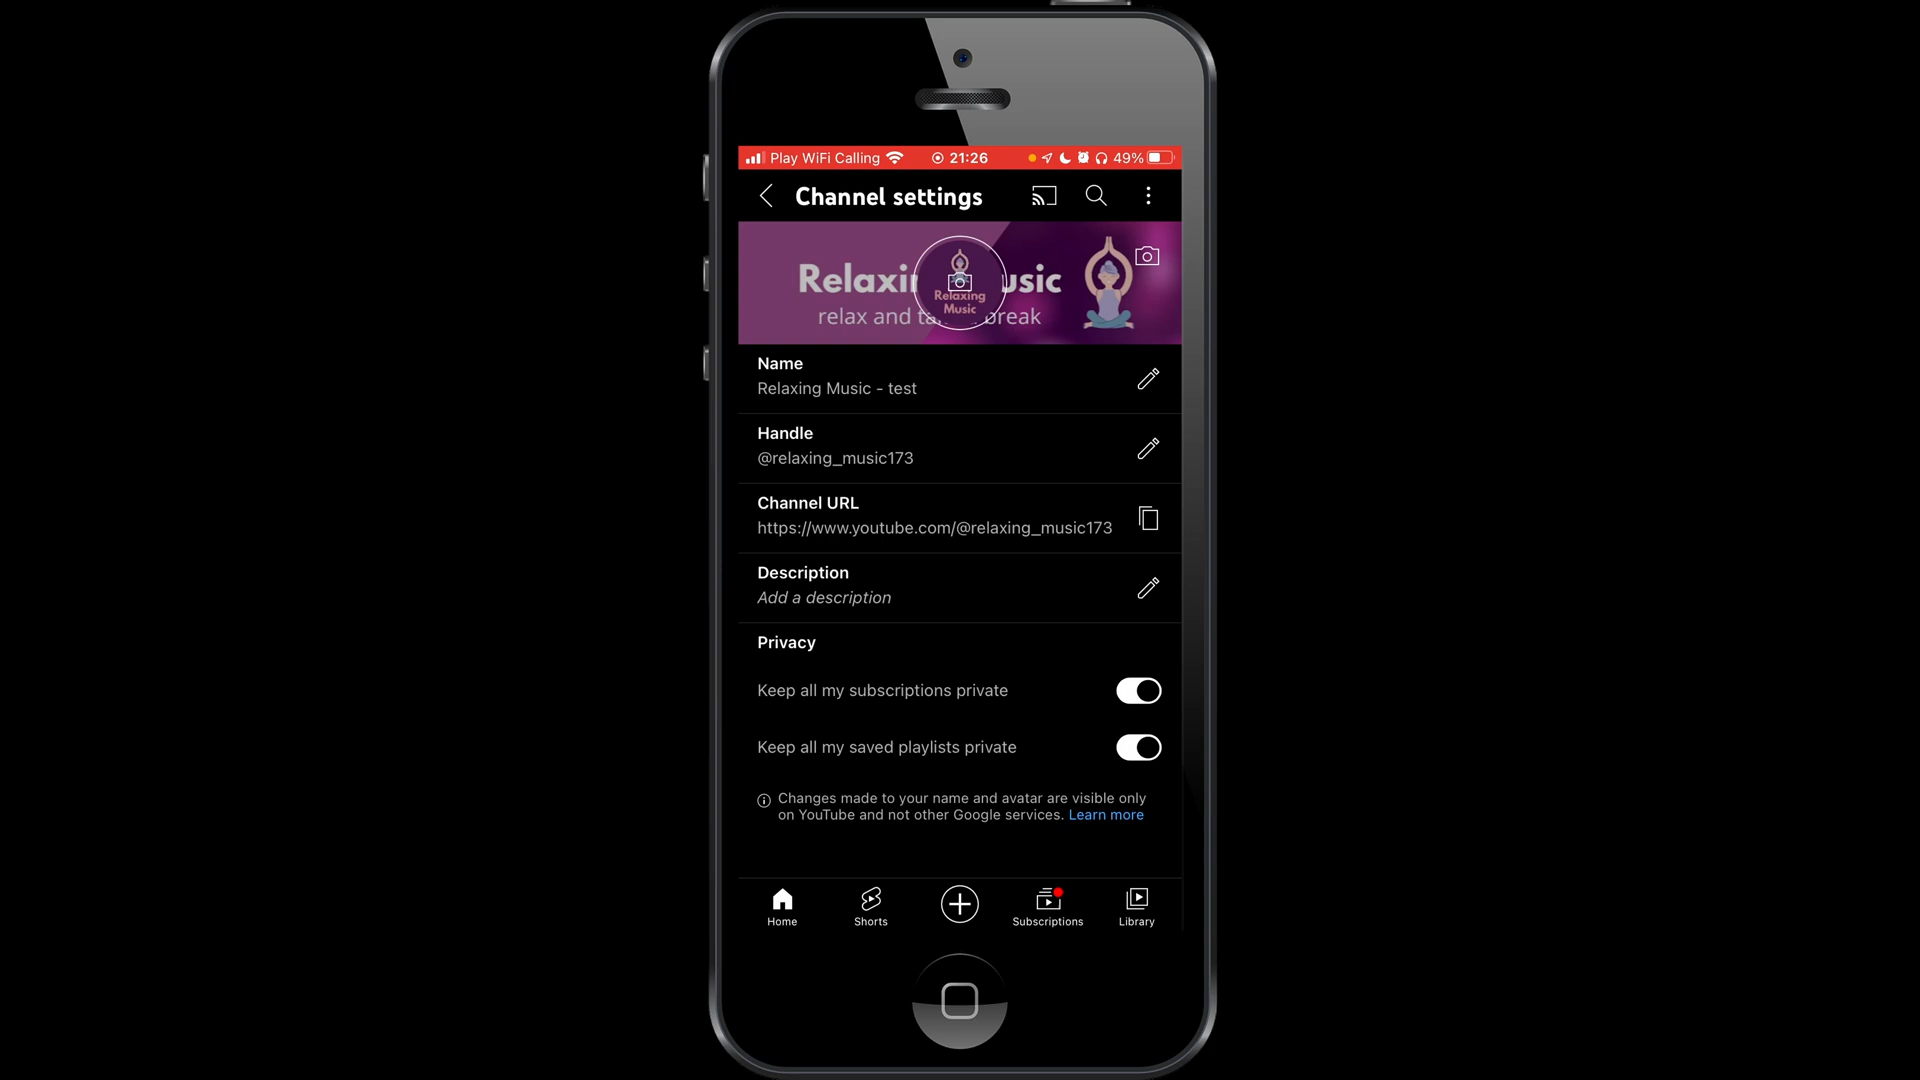 Play WiFi Calling 21:26 49%
Channel settings
Relaxing
Music
relax and break
Name
Relaxing Music - test
Handle
@relaxing_music173
Channel URL
https://www.youtube.com/@relaxing_music173
Description
Add a description
Privacy
Keep all my subscriptions private
Keep all my saved playlists private
Changes made to your name and avatar are visible only
on YouTube and not other Google services. Learn more
Home Shorts Subscriptions Library